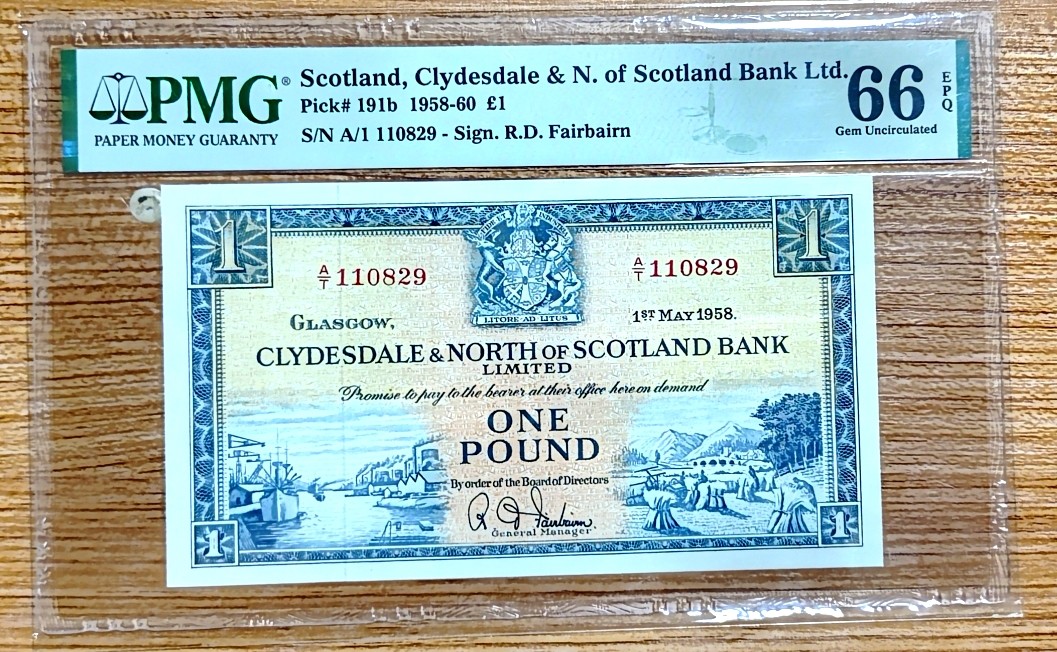 PMG®
PAPER MONEY GUARANTY
Scotland, Clydesdale & N. of Scotland Bank Ltd.
Pick# 191b 1958-60 £1
S/N A/1 110829 - Sign. R.D. Fairbairn
66
EPQ
Gem Uncirculated
1
1
A/T 110829
A/T 110829
LITORE AD LITUS
GLASGOW,
1ST MAY 1958.
CLYDESDALE & NORTH OF SCOTLAND BANK
LIMITED
Promise to pay to the bearer at their office here on demand
ONE
POUND
By order of the Board of Directors
R D Fairbairn
General Manager
1
1